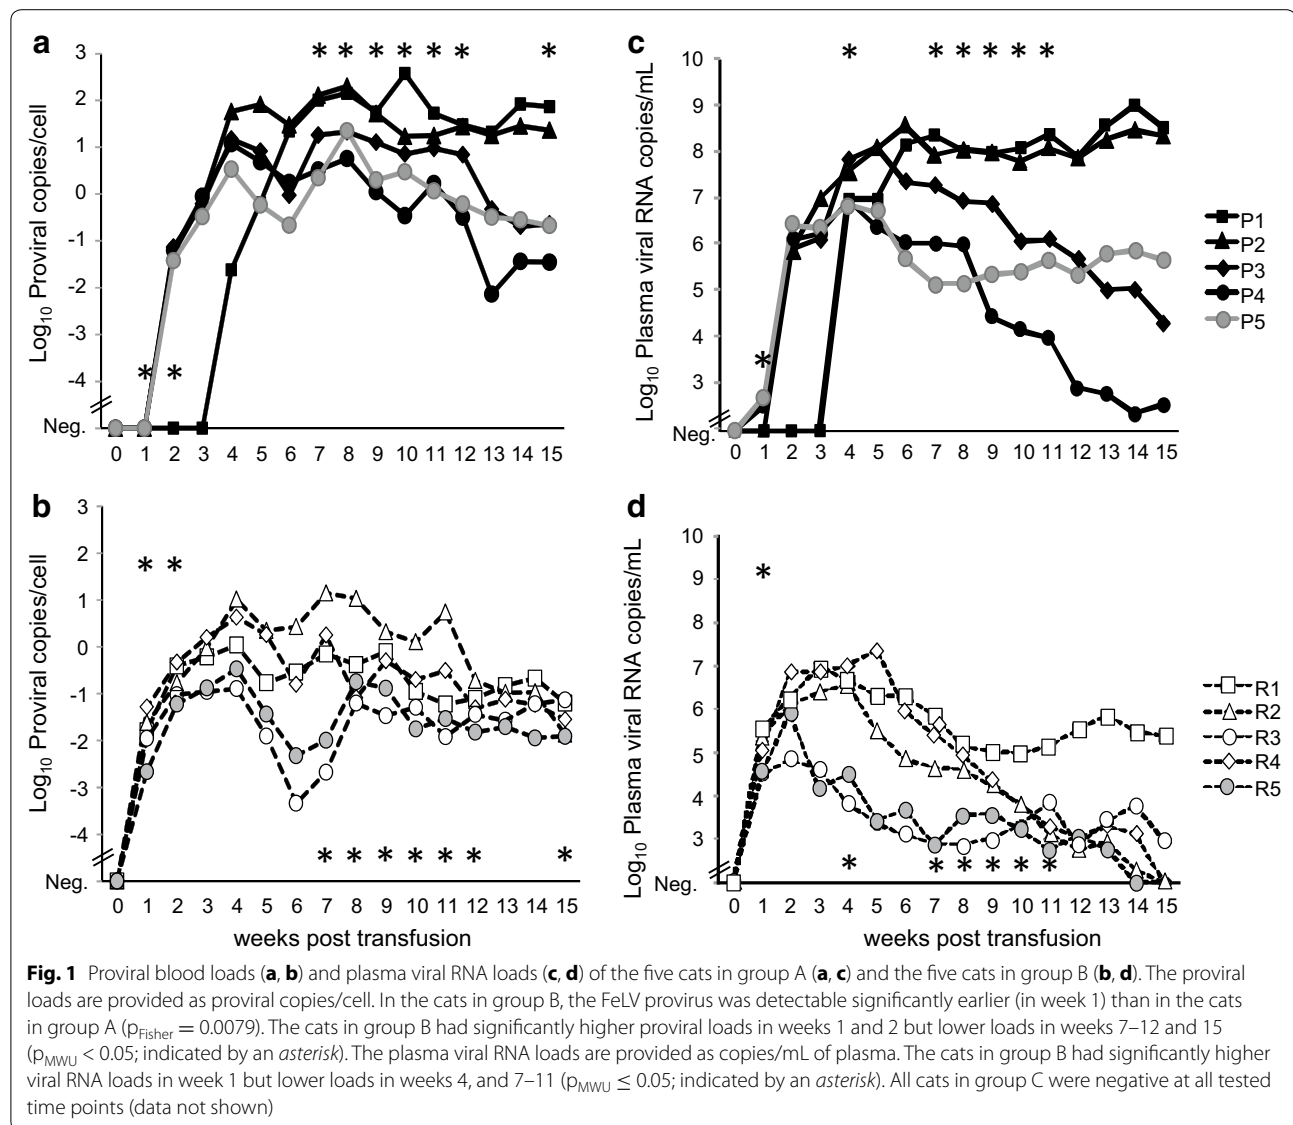 a
* * * * * * *
3
2
1
0
-1
-2
-3
-4
Neg.
Log10 Proviral copies/cell
* *
0 1 2 3 4 5 6 7 8 9 10 11 12 13 14 15
c
* * * * * *
10
9
8
7
6
5
4
3
Neg.
Log10 Plasma viral RNA copies/mL
*
0 1 2 3 4 5 6 7 8 9 10 11 12 13 14 15
P1
P2
P3
P4
P5
b
3
2
1
0
-1
-2
-3
-4
Neg.
Log10 Proviral copies/cell
* *
* * * * * * *
0 1 2 3 4 5 6 7 8 9 10 11 12 13 14 15
weeks post transfusion
d
10
9
8
7
6
5
4
3
Neg.
Log10 Plasma viral RNA copies/mL
*
* * * * * *
0 1 2 3 4 5 6 7 8 9 10 11 12 13 14 15
weeks post transfusion
R1
R2
R3
R4
R5
Fig. 1 Proviral blood loads (a, b) and plasma viral RNA loads (c, d) of the five cats in group A (a, c) and the five cats in group B (b, d). The proviral
loads are provided as proviral copies/cell. In the cats in group B, the FeLV provirus was detectable significantly earlier (in week 1) than in the cats
in group A (pFisher = 0.0079). The cats in group B had significantly higher proviral loads in weeks 1 and 2 but lower loads in weeks 7–12 and 15
(pMWU < 0.05; indicated by an asterisk). The plasma viral RNA loads are provided as copies/mL of plasma. The cats in group B had significantly higher
viral RNA loads in week 1 but lower loads in weeks 4, and 7–11 (pMWU ≤ 0.05; indicated by an asterisk). All cats in group C were negative at all tested
time points (data not shown)